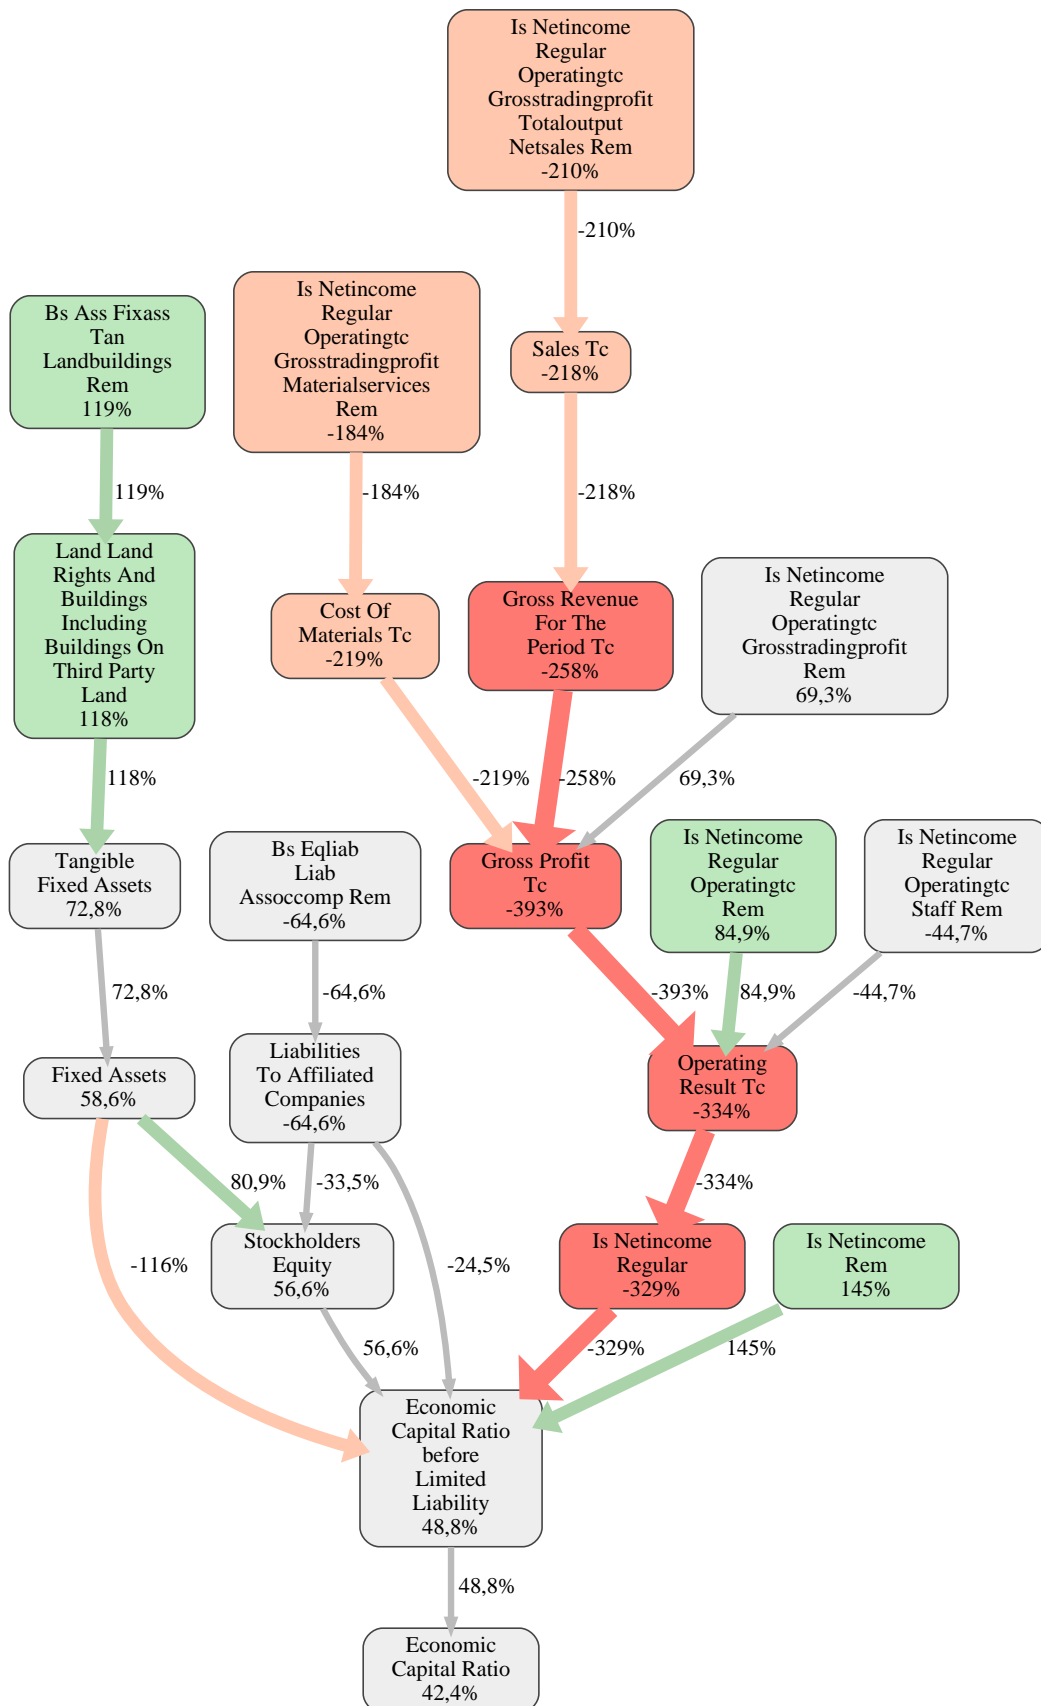 Is Netincome
Regular
Operatingtc
Grosstradingprofit
Totaloutput
Netsales Rem
-210%
-210%
Bs Ass Fixass
Tan
Landbuildings
Rem
119%
Is Netincome
Regular
Operatingtc
Grosstradingprofit
Materialservices
Rem
-184%
Sales Tc
-218%
119%
-184%
-218%
Land Land
Rights And
Buildings
Including
Buildings On
Third Party
Land
118%
Cost Of
Materials Tc
-219%
Gross Revenue
For The
Period Tc
-258%
Is Netincome
Regular
Operatingtc
Grosstradingprofit
Rem
69,3%
118%
-219%
-258%
69,3%
Tangible
Fixed Assets
72,8%
Bs Eqliab
Liab
Assoccomp Rem
-64,6%
Gross Profit
Tc
-393%
Is Netincome
Regular
Operatingtc
Rem
84,9%
Is Netincome
Regular
Operatingtc
Staff Rem
-44,7%
72,8%
-64,6%
-393%
84,9%
-44,7%
Fixed Assets
58,6%
Liabilities
To Affiliated
Companies
-64,6%
Operating
Result Tc
-334%
80,9%
-33,5%
-334%
-116%
Stockholders
Equity
56,6%
-24,5%
Is Netincome
Regular
-329%
Is Netincome
Rem
145%
56,6%
-329%
145%
Economic
Capital Ratio
before
Limited
Liability
48,8%
48,8%
Economic
Capital Ratio
42,4%